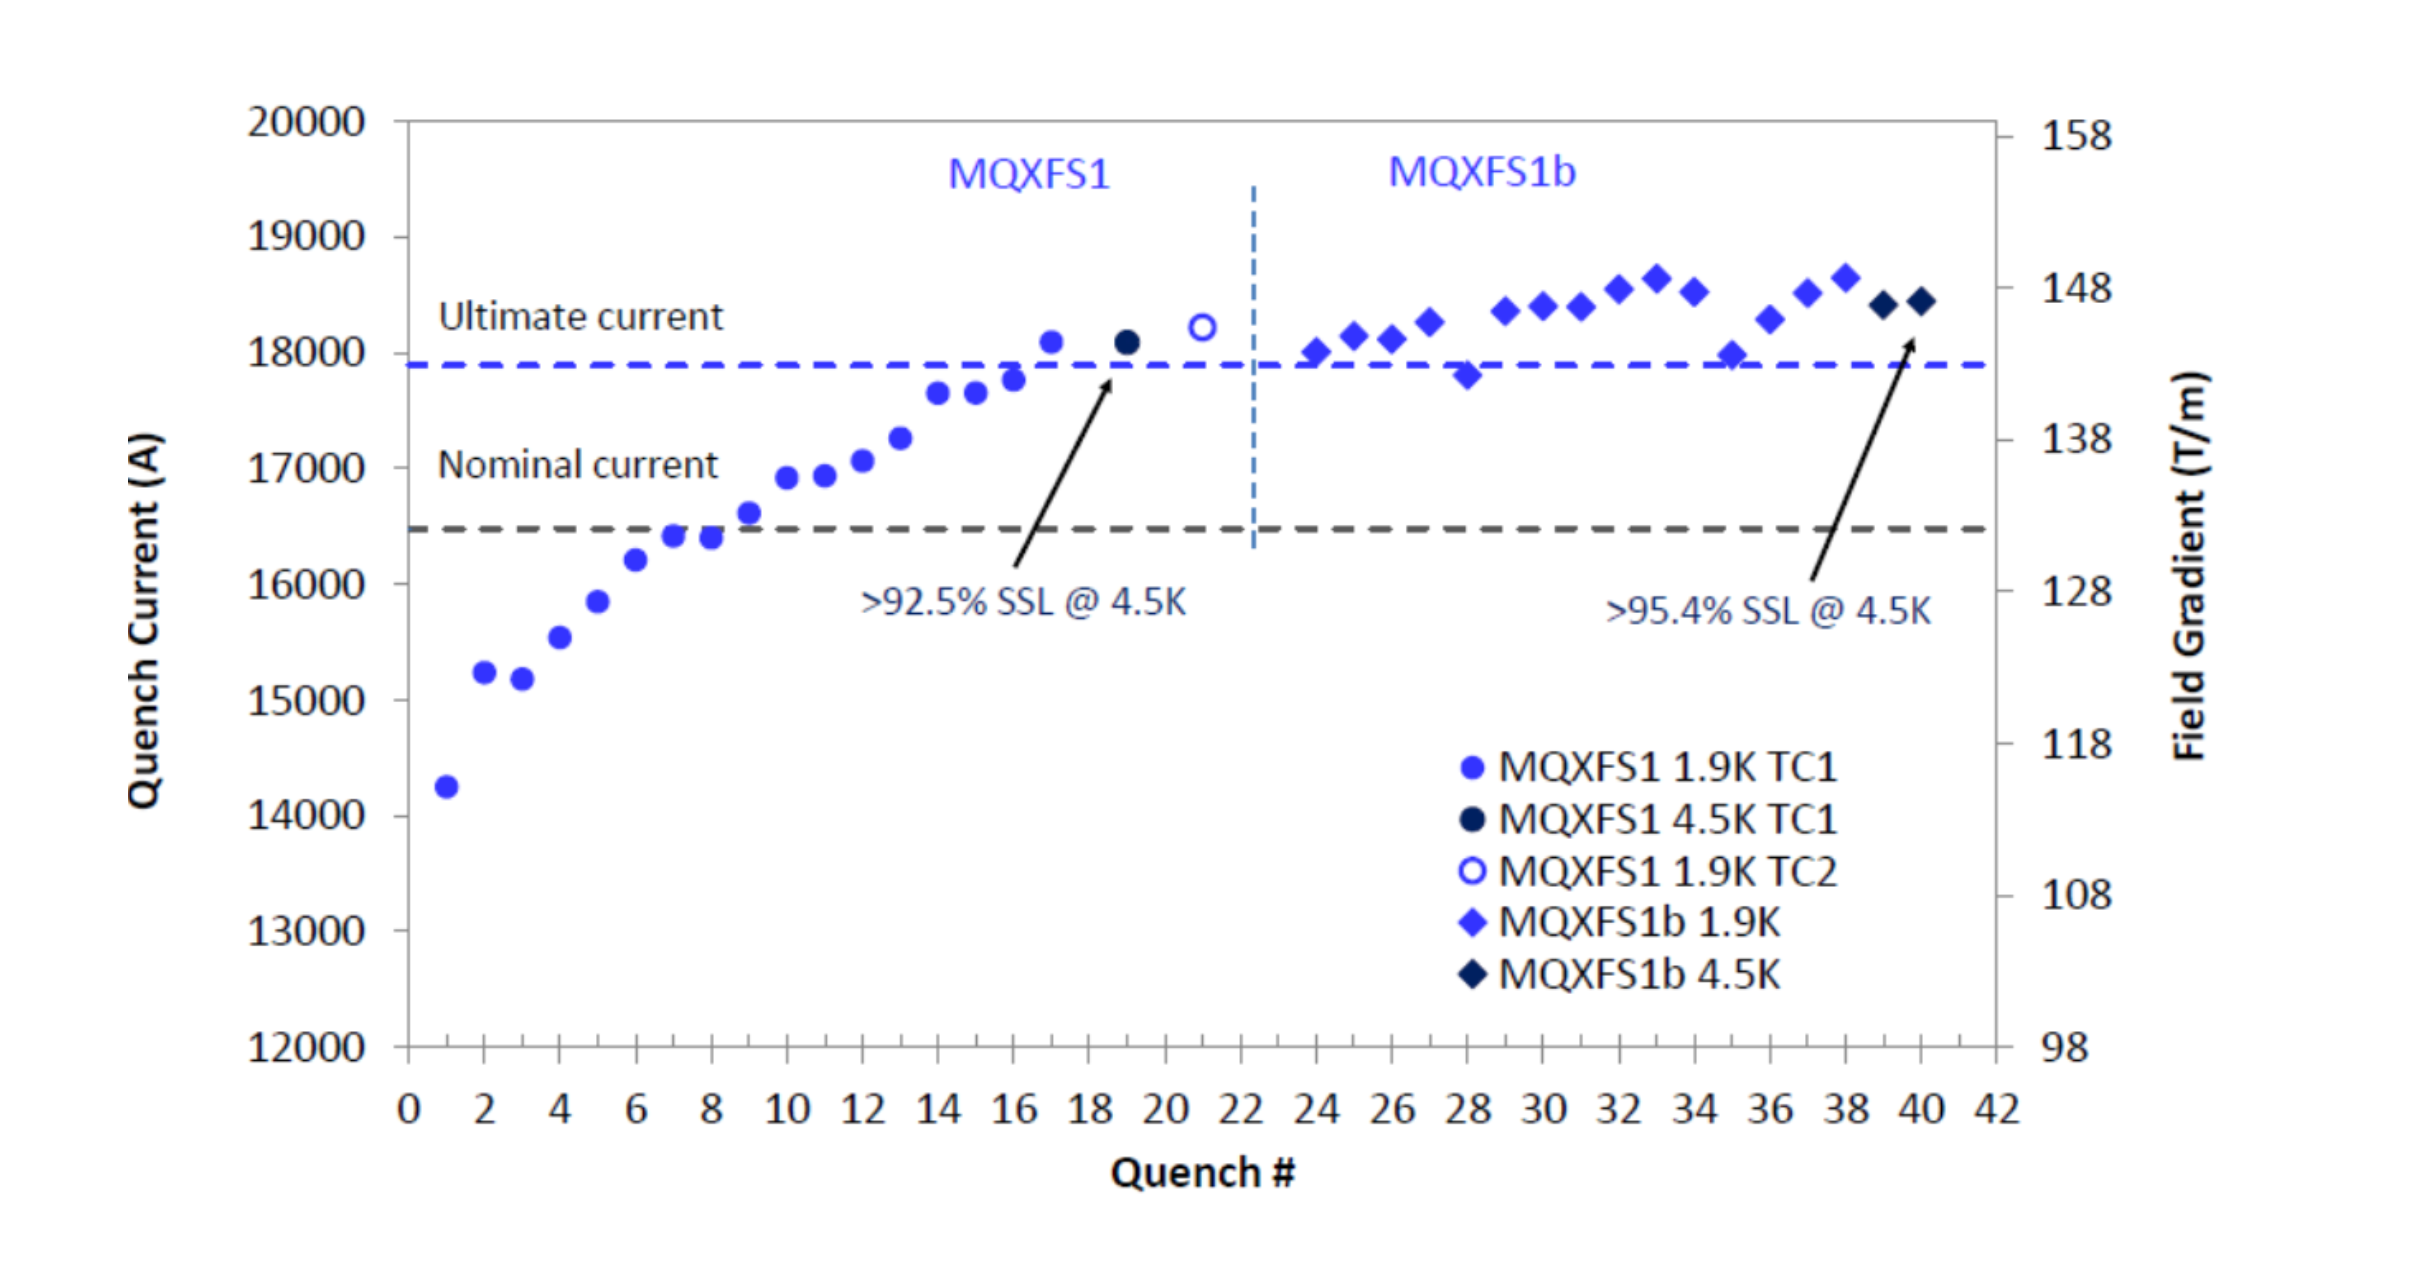 20000
19000
18000
17000
16000
15000
14000
13000
12000
Quench Current (A)
158
148
138
128
118
108
98
Field Gradient (T/m)
MQXFS1
MQXFS1b
Ultimate current
Nominal current
>92.5% SSL @ 4.5K
>95.4% SSL @ 4.5K
MQXFS1 1.9K TC1
MQXFS1 4.5K TC1
MQXFS1 1.9K TC2
MQXFS1b 1.9K
MQXFS1b 4.5K
0 2 4 6 8 10 12 14 16 18 20 22 24 26 28 30 32 34 36 38 40 42
Quench #